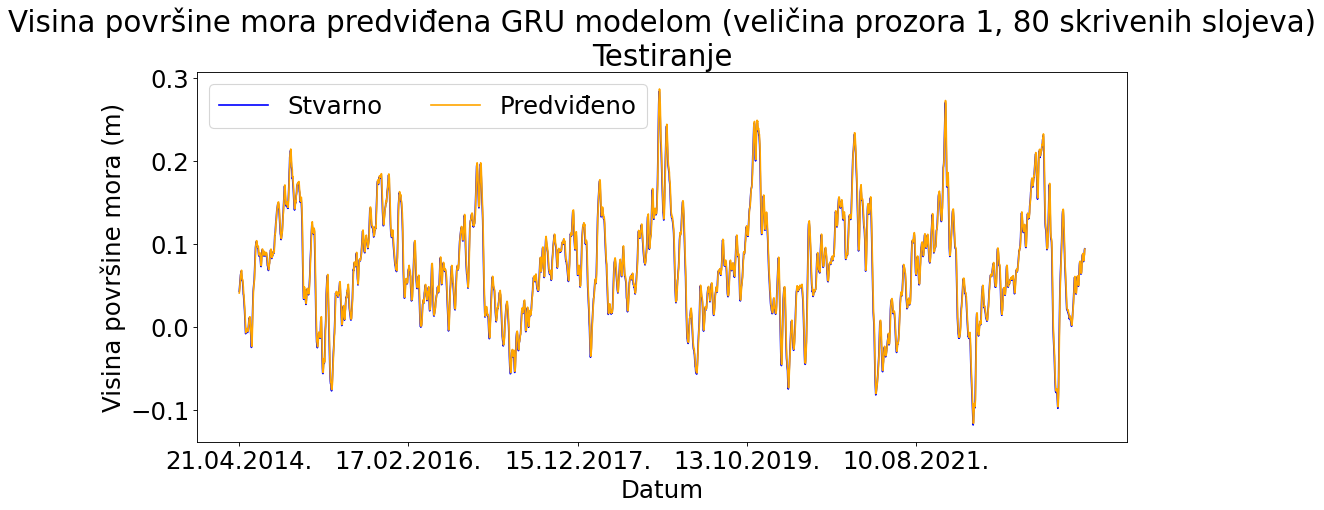 Visina površine mora predviđena GRU modelom (veličina prozora 1, 80 skrivenih slojeva)
Testiranje
Stvarno Predviđeno
Visina površine mora (m)
0.3
0.2
0.1
0.0
−0.1
21.04.2014. 17.02.2016. 15.12.2017. 13.10.2019. 10.08.2021.
Datum